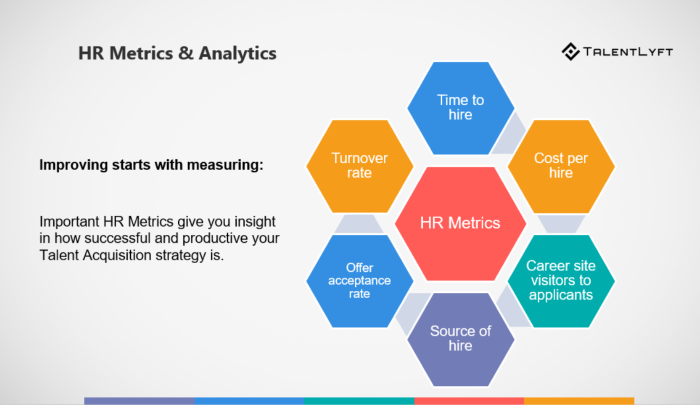 HR Metrics & Analytics
TALENTLYFT
Improving starts with measuring:
Important HR Metrics give you insight
in how successful and productive your
Talent Acquisition strategy is.
Time to
hire
Turnover
rate
Cost per
hire
HR Metrics
Offer
acceptance
rate
Career site
visitors to
applicants
Source of
hire